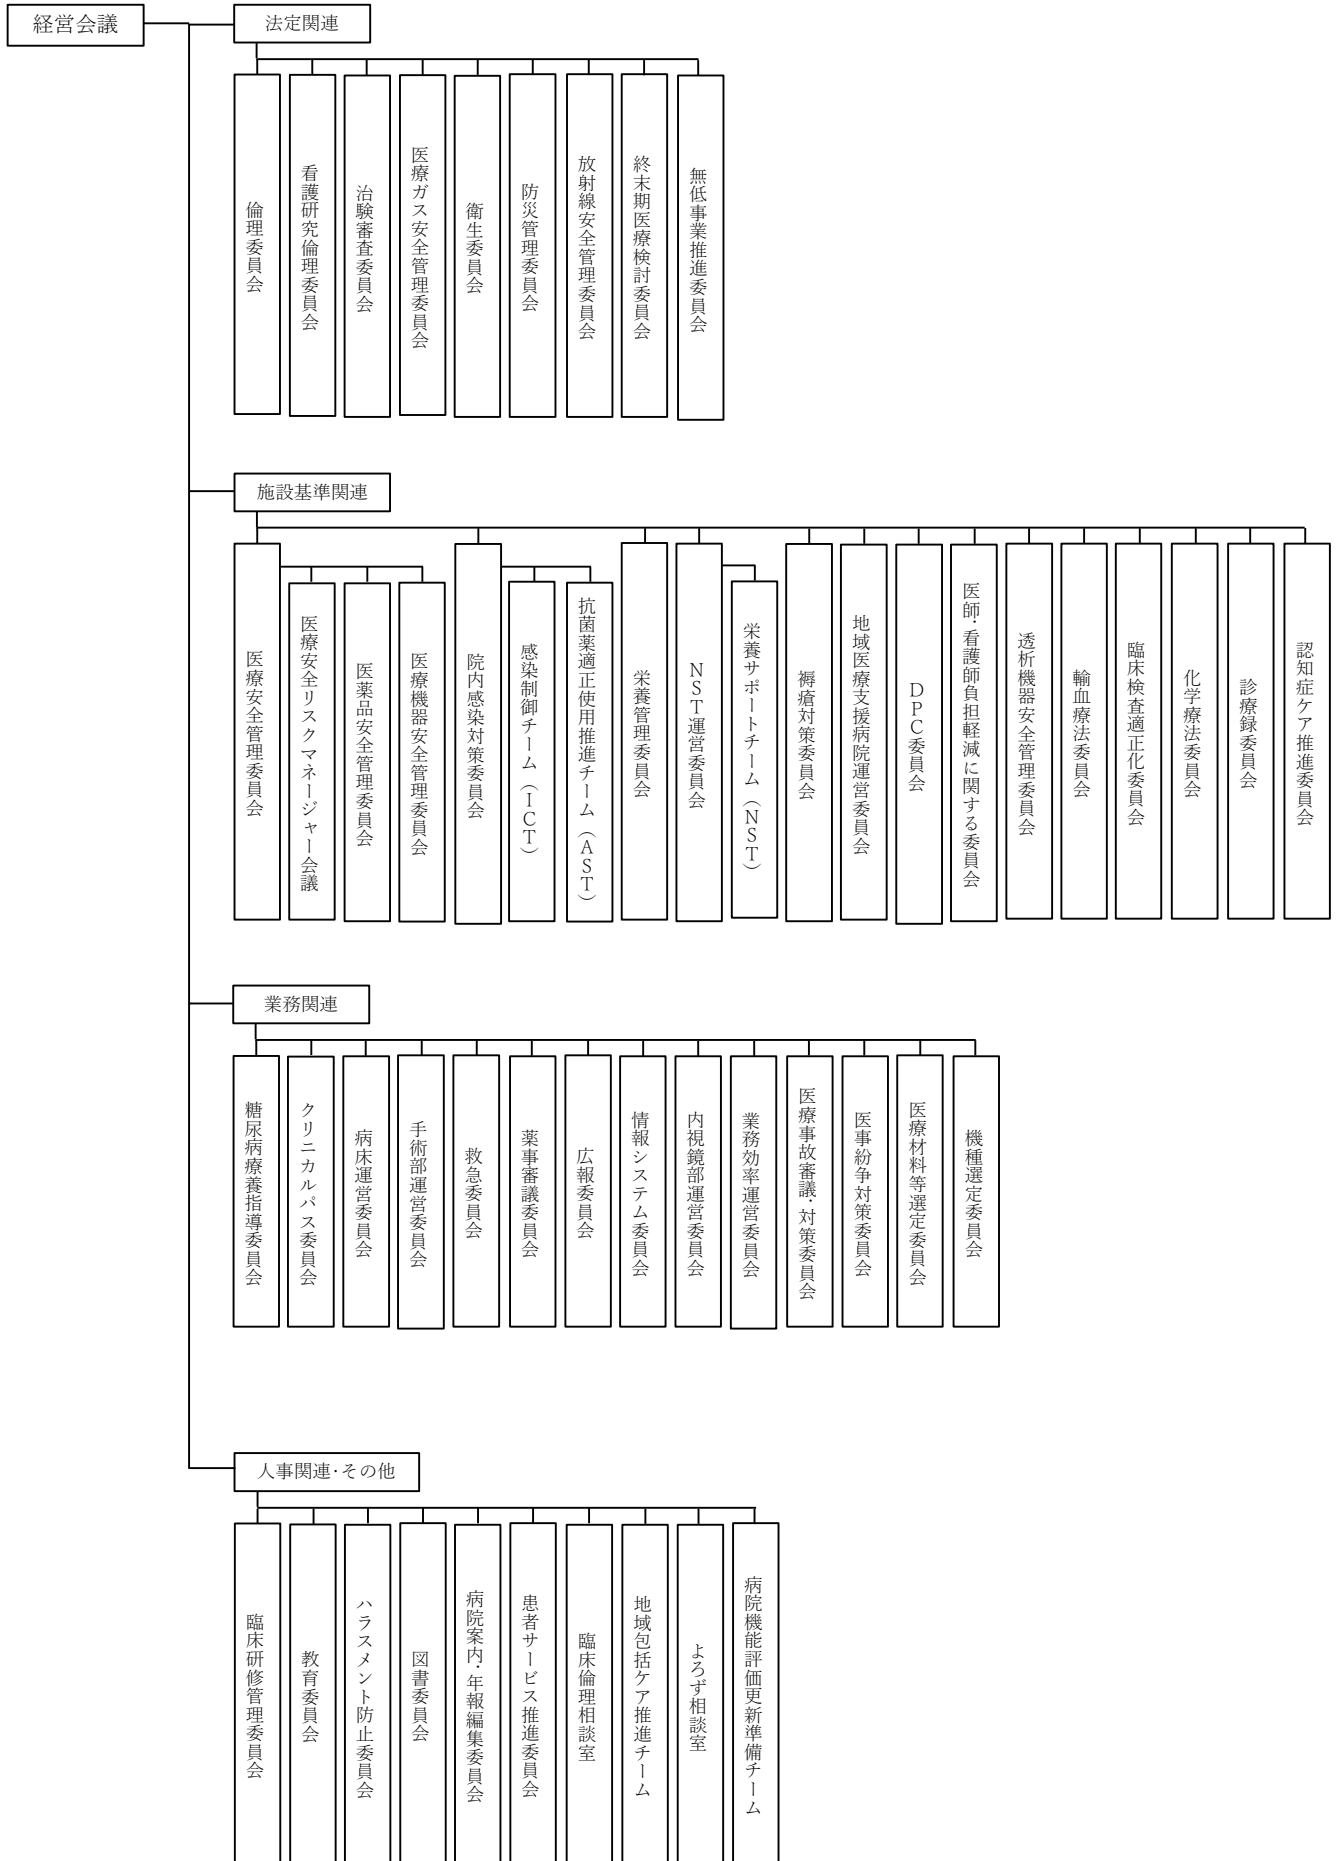 経営会議
法定関連
倫理委員会
看護研究倫理委員会
治験審査委員会
医療ガス安全管理委員会
衛生委員会
防災管理委員会
放射線安全管理委員会
終末期医療検討委員会
無低事業推進委員会
施設基準関連
医療安全管理委員会
医療安全リスクマネージャー会議
医薬品安全管理委員会
医療機器安全管理委員会
院内感染対策委員会
感染制御チーム（ICT）
抗菌薬適正使用推進チーム（AST）
栄養管理委員会
NST運営委員会
栄養サポートチーム（NST）
褥瘡対策委員会
地域医療支援病院運営委員会
DPC委員会
医師・看護師負担軽減に関する委員会
透析機器安全管理委員会
輸血療法委員会
臨床検査適正化委員会
化学療法委員会
診療録委員会
認知症ケア推進委員会
業務関連
糖尿病療養指導委員会
クリニカルパス委員会
病床運営委員会
手術部運営委員会
救急委員会
薬事審議委員会
広報委員会
情報システム委員会
内視鏡部運営委員会
業務効率運営委員会
医療事故審議・対策委員会
医事紛争対策委員会
医療材料等選定委員会
機種選定委員会
人事関連・その他
臨床研修管理委員会
教育委員会
ハラスメント防止委員会
図書委員会
病院案内・年報編集委員会
患者サービス推進委員会
臨床倫理相談室
地域包括ケア推進チーム
よろず相談室
病院機能評価更新準備チーム